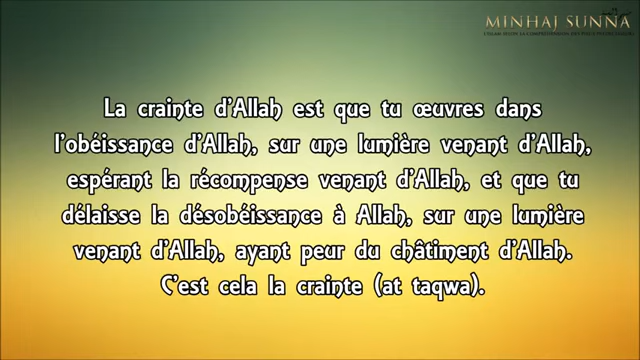 MINHAJ SUNNA
La crainte d'Allah est que tu œuvres dans
l'obéissance d'Allah, sur une lumière venant d'Allah,
espérant la récompense venant d'Allah, et que tu
délaisse la désobéissance à Allah, sur une lumière
venant d'Allah, ayant peur du châtiment d'Allah.
C'est cela la crainte (at taqwa).